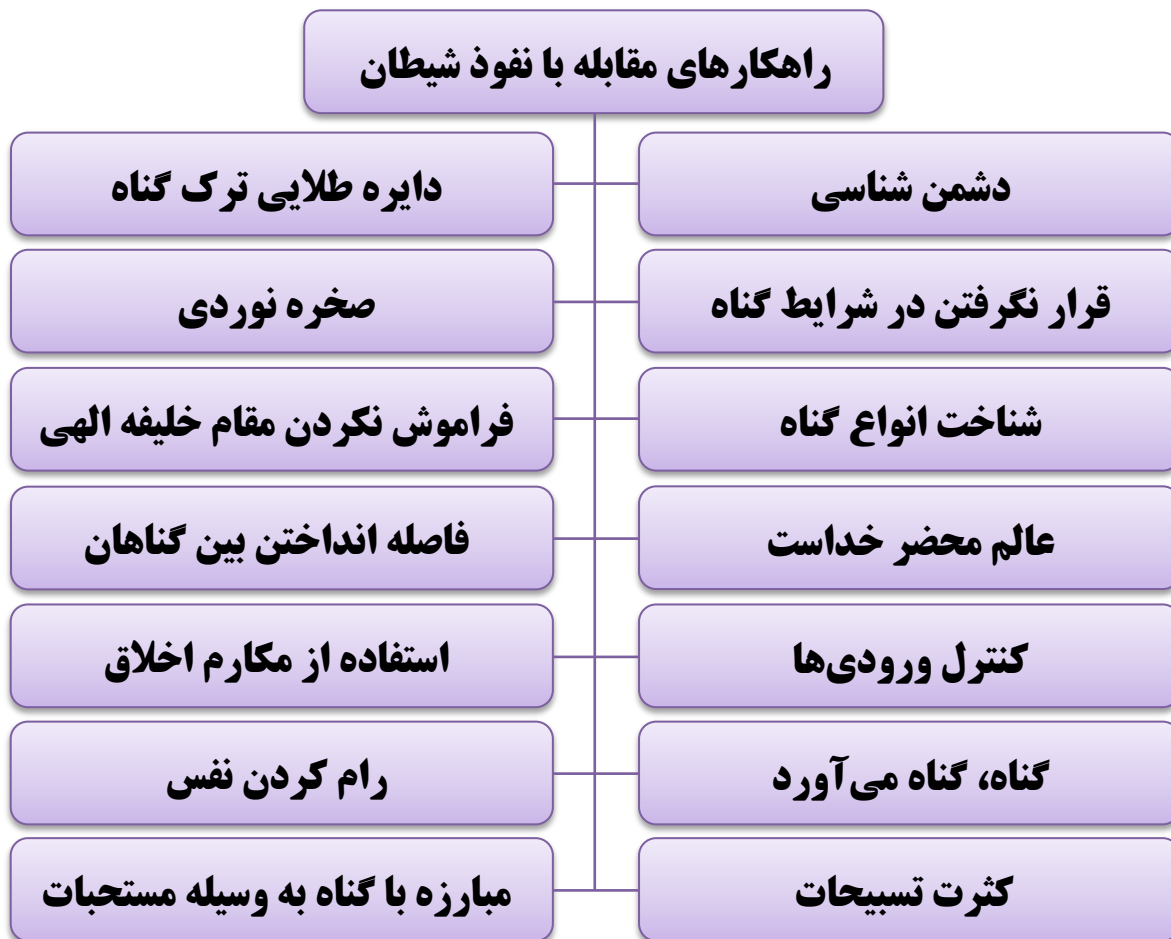 راهکارهای مقابله با نفوذ شیطان
دشمن شناسی
دایره طلایی ترک گناه
قرار نگرفتن در شرایط گناه
صخره نوردی
شناخت انواع گناه
فراموش نکردن مقام خلیفه الهی
عالم محضر خداست
فاصله انداختن بین گناهان
کنترل ورودی‌ها
استفاده از مکارم اخلاق
گناه، گناه می‌آورد
رام کردن نفس
کثرت تسبیحات
مبارزه با گناه به وسیله مستحبات